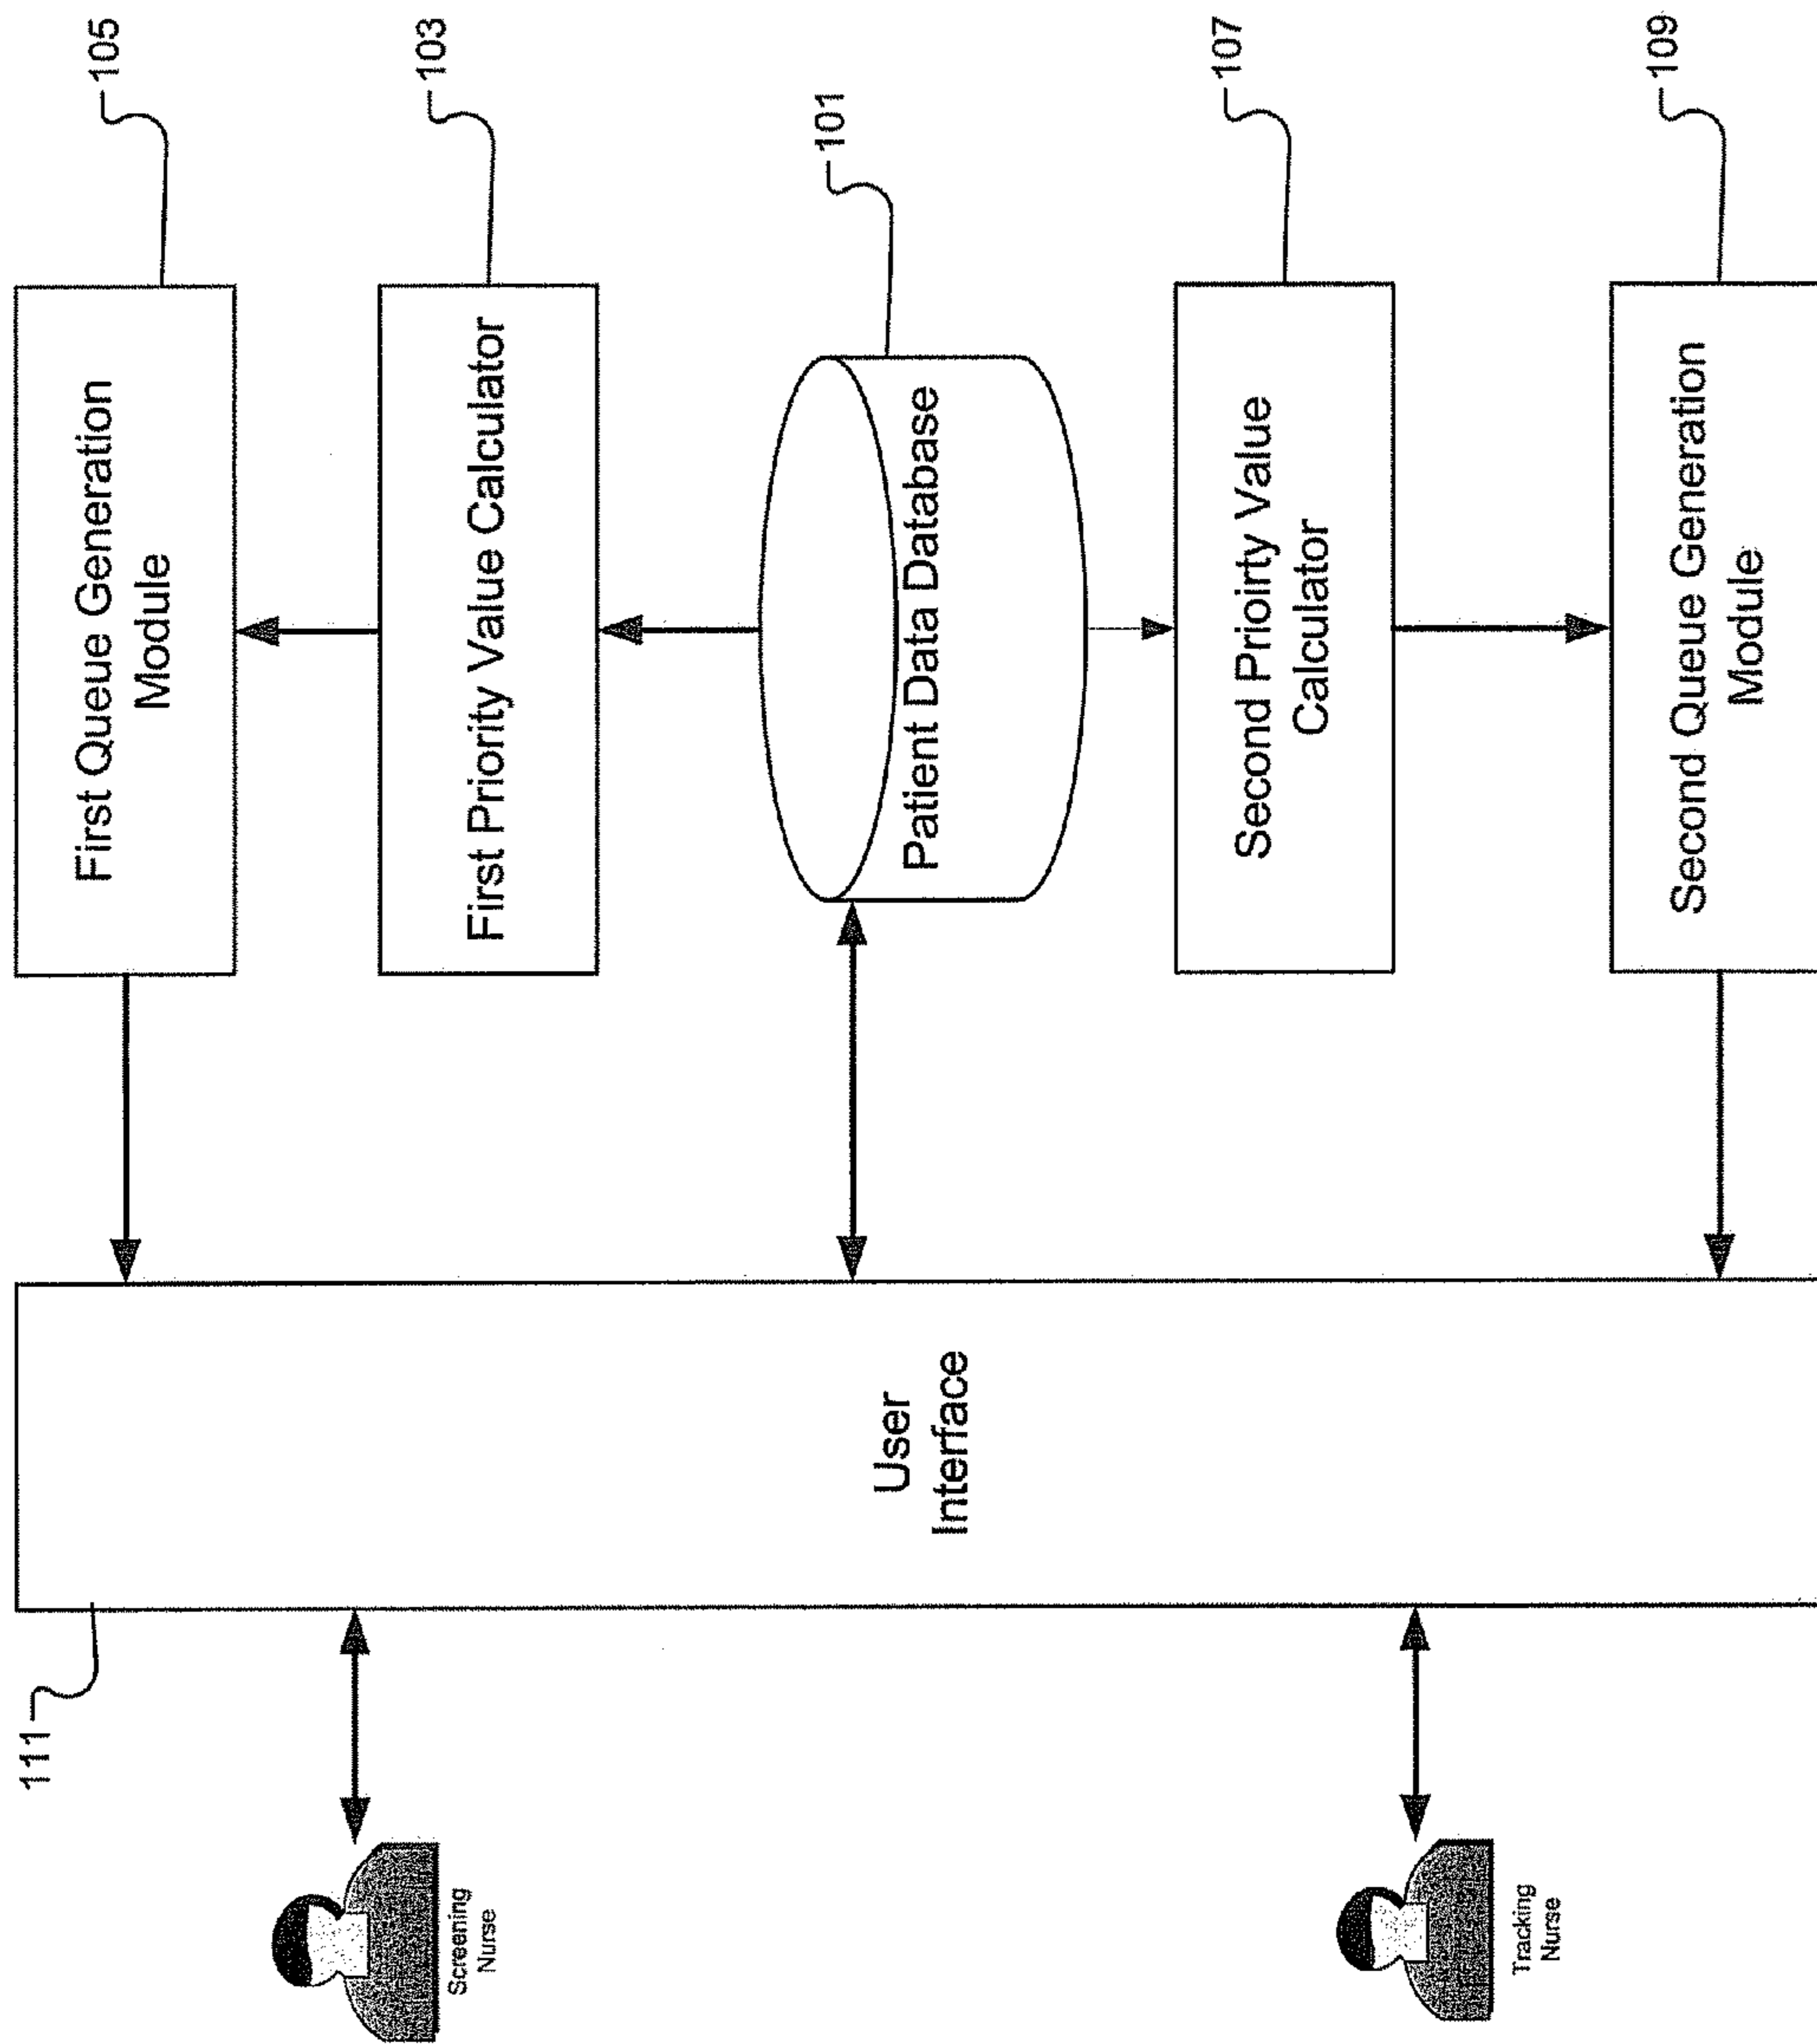 Tracking
Nurse
Screening
Nurse
111
User
Interface
Second Queue Generation
Module
Second Prioirty Value
Calculator
Patient Data Database
First Priority Value Calculator
First Queue Generation
Module
109
107
101
103
105